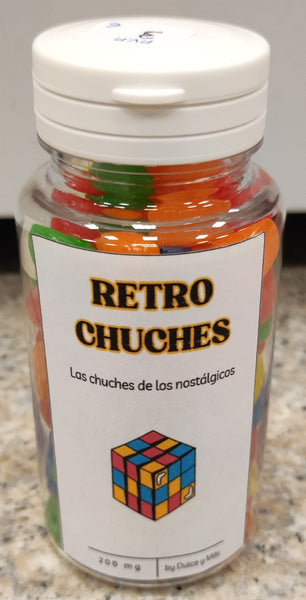 RETRO
CHUCHES
Las chuches de los nostálgicos
200 mg
by Dulce y Más